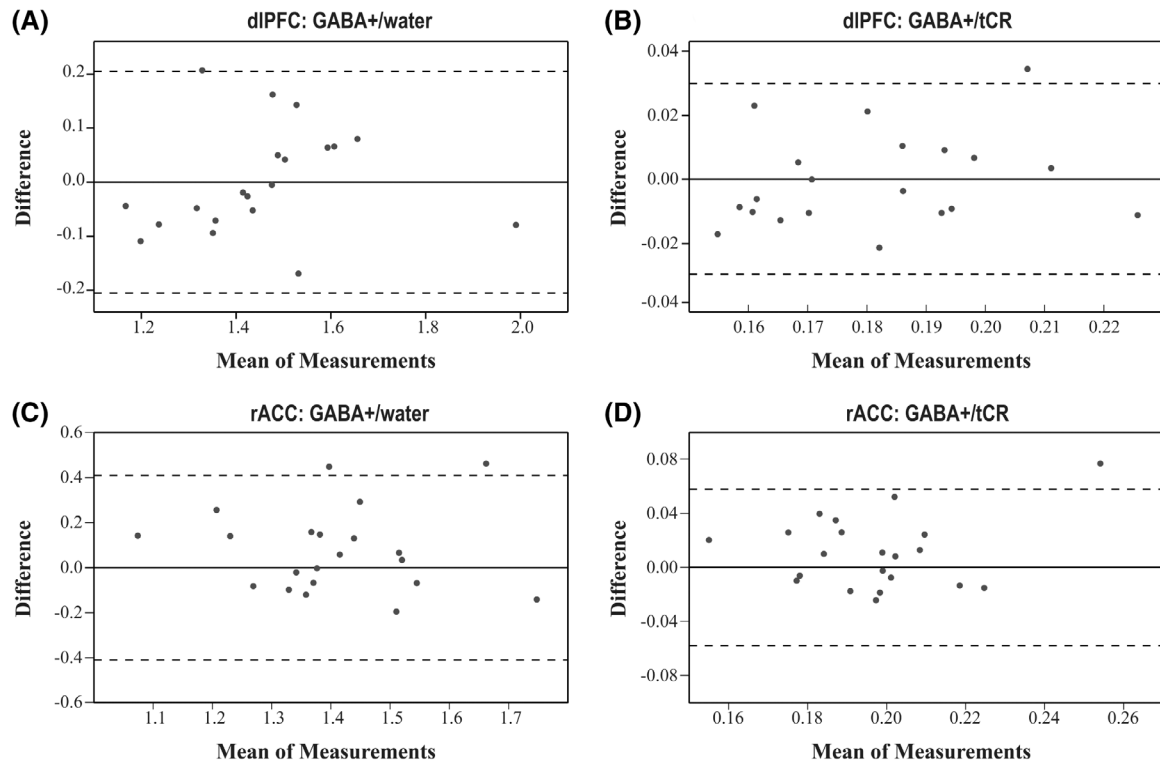 (A)
dlPFC: GABA+/water
Difference
0.2
0.1
0.0
-0.1
-0.2
1.2 1.4 1.6 1.8 2.0
Mean of Measurements
(B)
dlPFC: GABA+/tCR
Difference
0.04
0.02
0.00
-0.02
-0.04
0.16 0.17 0.18 0.19 0.20 0.21 0.22
Mean of Measurements
(C)
rACC: GABA+/water
Difference
0.6
0.4
0.2
0.0
-0.2
-0.4
-0.6
1.1 1.2 1.3 1.4 1.5 1.6 1.7
Mean of Measurements
(D)
rACC: GABA+/tCR
Difference
0.08
0.04
0.00
-0.04
-0.08
0.16 0.18 0.20 0.22 0.24 0.26
Mean of Measurements